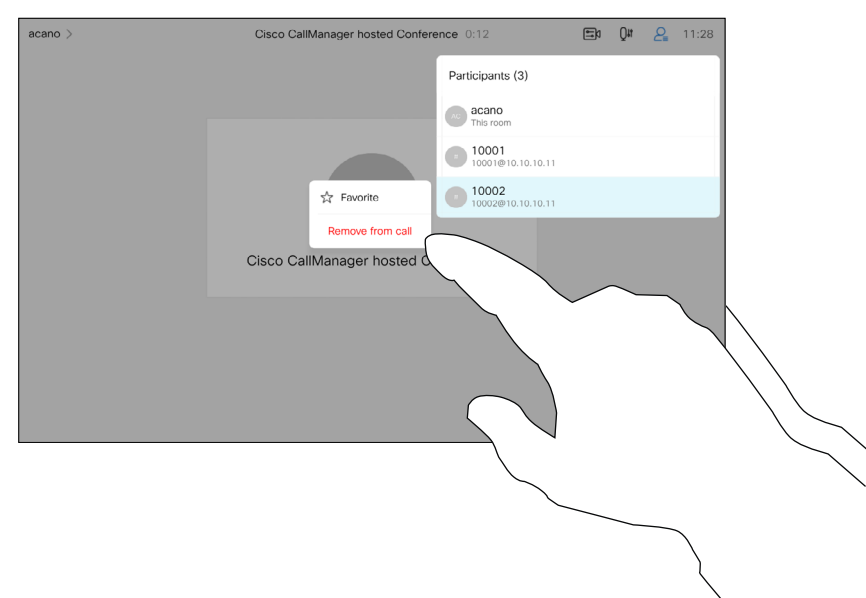 acano >
Cisco CallManager hosted Conference 0:12
11:28
Participants (3)
AC
acano
This room
10001
10001@10.10.10.11
10002
10002@10.10.10.11
Favorite
Remove from call
Cisco CallManager hosted C